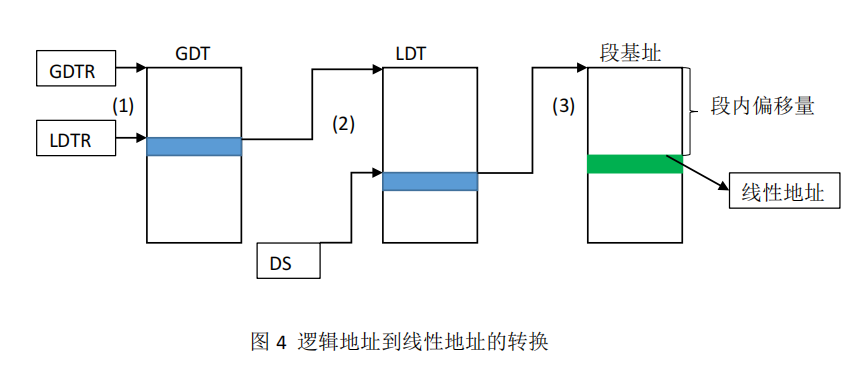 GDT
LDT
段基址
GDTR
(1)
(2)
(3)
段内偏移量
LDTR
线性地址
DS
图 4 逻辑地址到线性地址的转换